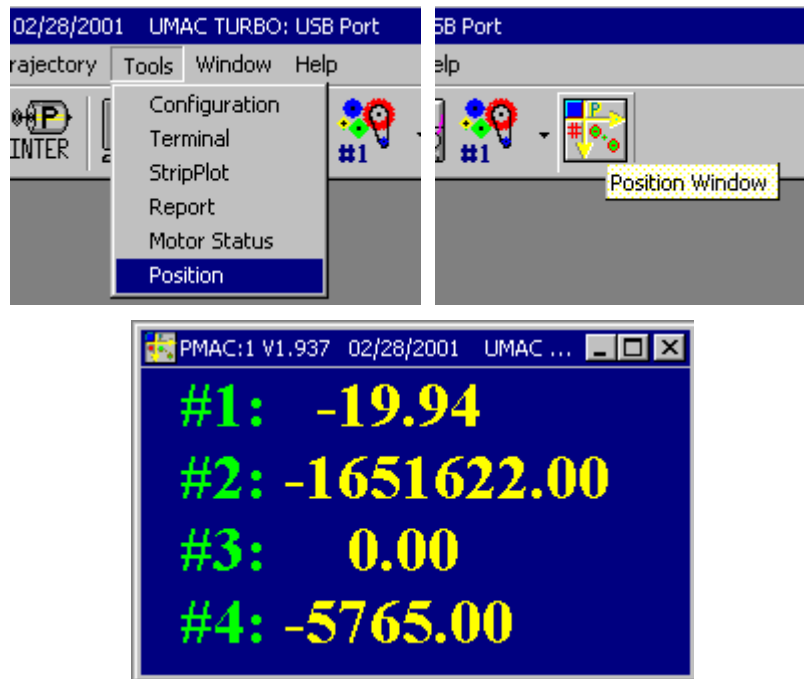 02/28/2001 UMAC TURBO: USB Port
rajectory Tools Window Help
P
INTER
#1
Configuration
Terminal
StripPlot
Report
Motor Status
Position
SB Port
elp
#1
P
#
Position Window
PMAC:1 V1.937 02/28/2001 UMAC ...
#1: -19.94
#2: -1651622.00
#3: 0.00
#4: -5765.00